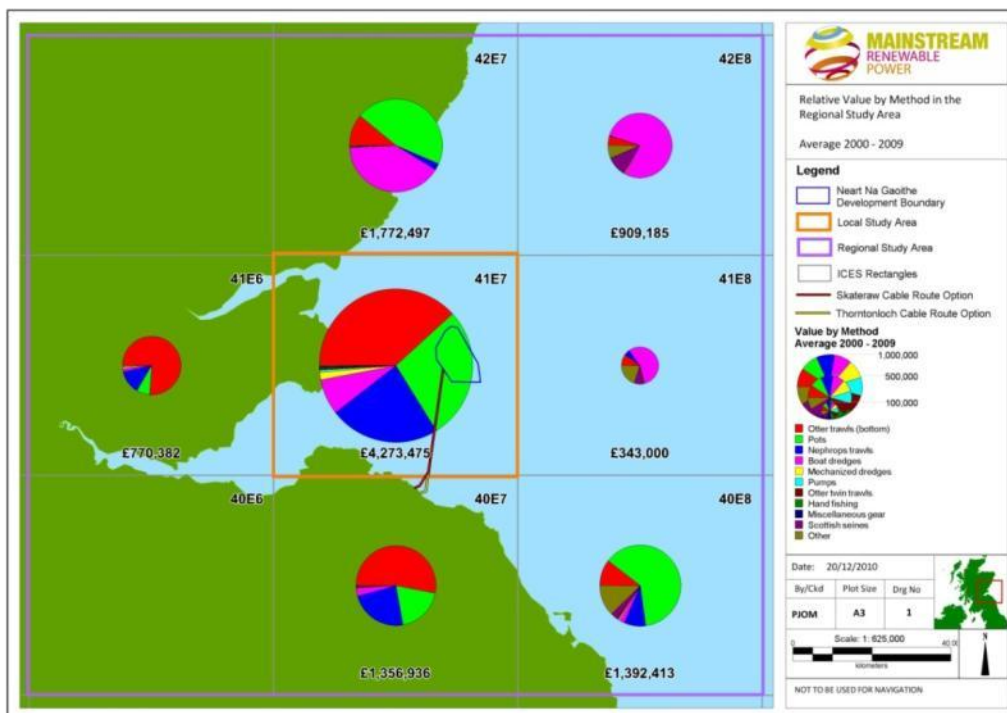 42E7
42E8
£1,772,497
£909,185
41E6
41E7
41E8
£770,382
£4,273,475
£343,000
40E6
40E7
40E8
£1,356,936
£1,392,413
MAINSTREAM
RENEWABLE
POWER
Relative Value by Method in the
Regional Study Area
Average 2000 - 2009
Legend
Neart Na Gaoithe
Development Boundary
Local Study Area
Regional Study Area
ICES Rectangles
Skateraw Cable Route Option
Thorntonloch Cable Route Option
Value by Method
Average 2000 - 2009
1,000,000
500,000
100,000
Otter trawls (bottom)
Pots
Nephrops trawls
Boat dredges
Mechanized dredges
Pumps
Otter twin trawls
Hand fishing
Miscellaneous gear
Scottish seines
Other
Date: 20/12/2010
By/Ckd Plot Size Drg No
PJOM A3 1
Scale: 1: 625,000
0 40.00
kilometers
N
NOT TO BE USED FOR NAVIGATION